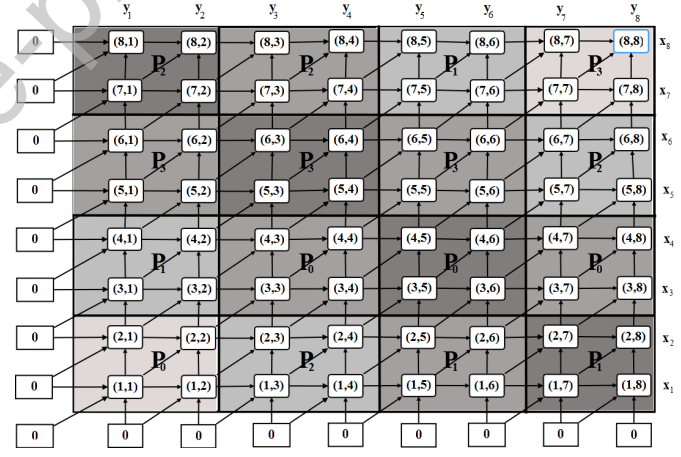 y1 y2 y3 y4 y5 y6 y7 y8
0 (8,1) (8,2) (8,3) (8,4) (8,5) (8,6) (8,7) (8,8) x8
P2 P2 P1 P3
0 (7,1) (7,2) (7,3) (7,4) (7,5) (7,6) (7,7) (7,8) x7
0 (6,1) (6,2) (6,3) (6,4) (6,5) (6,6) (6,7) (6,8) x6
P3 P3 P3 P2
0 (5,1) (5,2) (5,3) (5,4) (5,5) (5,6) (5,7) (5,8) x5
0 (4,1) (4,2) (4,3) (4,4) (4,5) (4,6) (4,7) (4,8) x4
P1 P0 P0 P0
0 (3,1) (3,2) (3,3) (3,4) (3,5) (3,6) (3,7) (3,8) x3
0 (2,1) (2,2) (2,3) (2,4) (2,5) (2,6) (2,7) (2,8) x2
P0 P2 P1 P1
0 (1,1) (1,2) (1,3) (1,4) (1,5) (1,6) (1,7) (1,8) x1
0 0 0 0 0 0 0 0 0